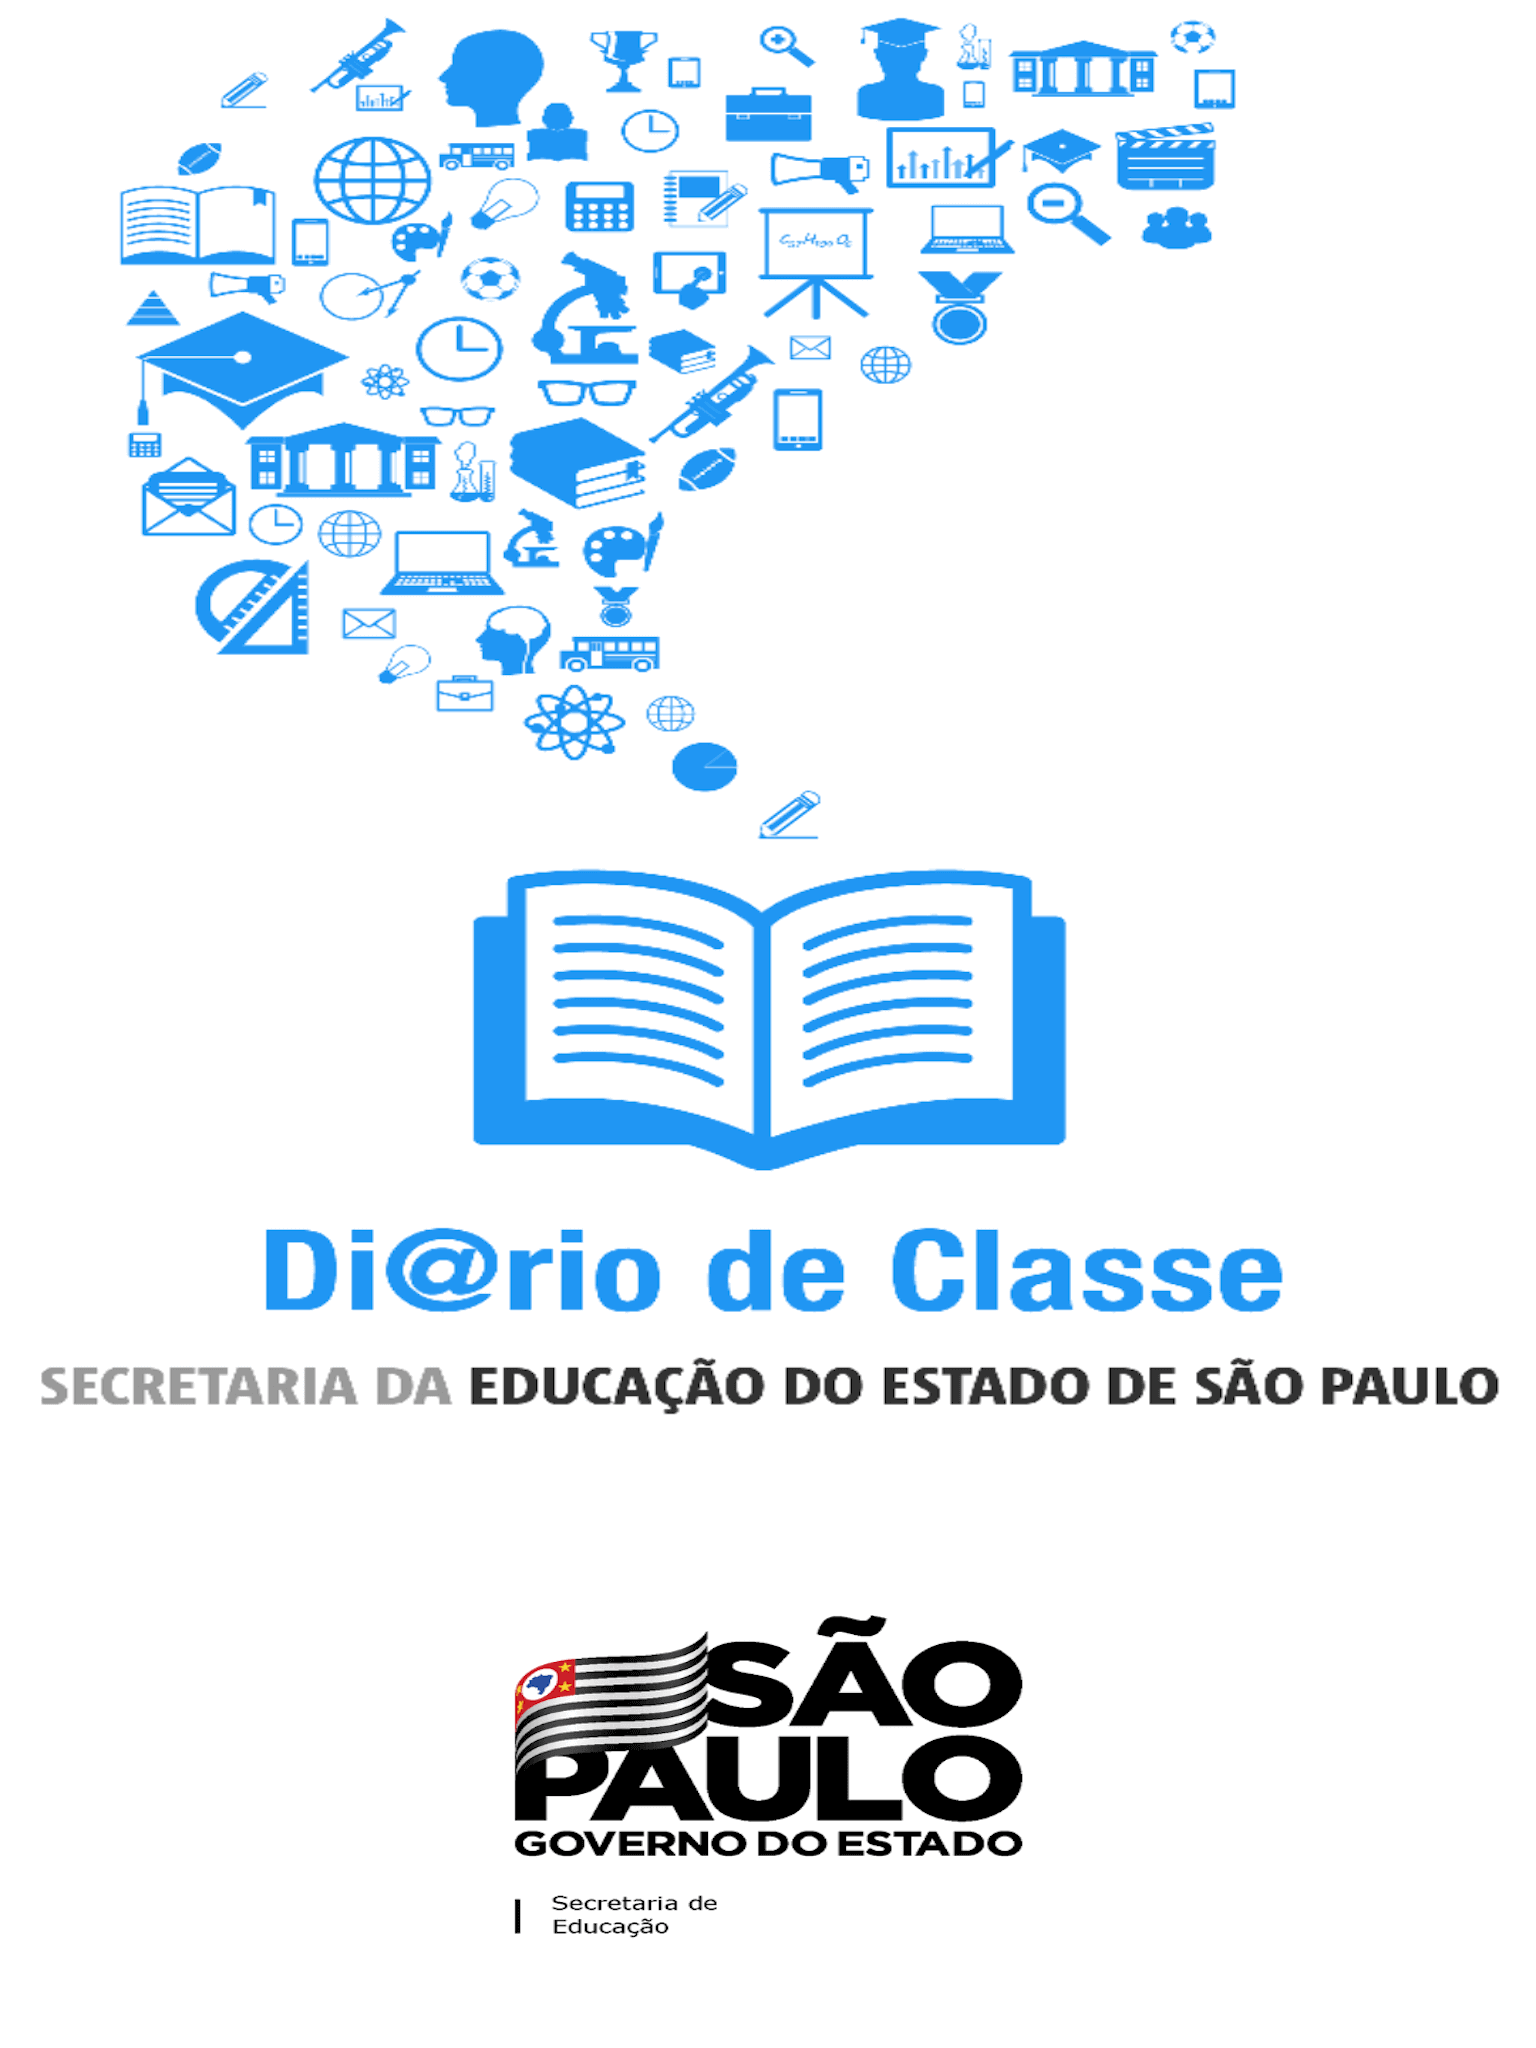 C₂₇H₁₀₀O₆
Di@rio de Classe
SECRETARIA DA EDUCAÇÃO DO ESTADO DE SÃO PAULO
SÃO
PAULO
GOVERNO DO ESTADO
Secretaria de
Educação